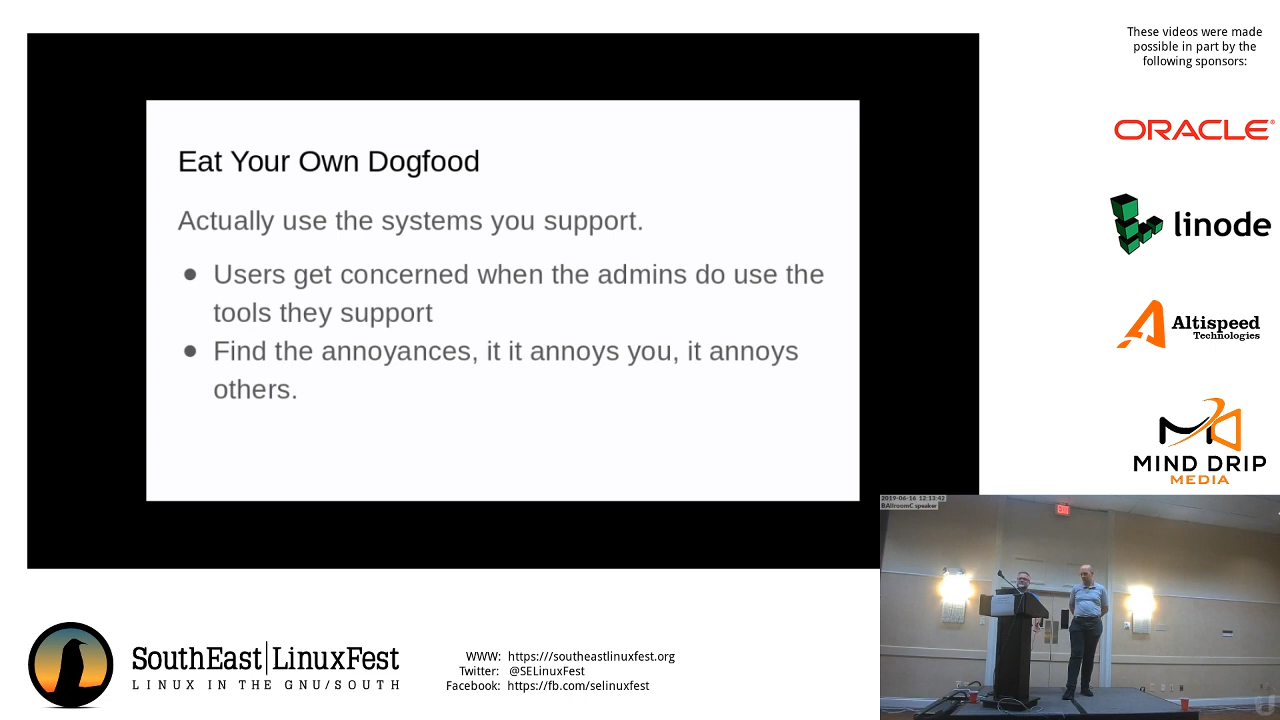 These videos were made
possible in part by the
following sponsors:
ORACLE®
linode
Altispeed
Technologies
MIND DRIP
MEDIA
Eat Your Own Dogfood
Actually use the systems you support.
● Users get concerned when the admins do use the
tools they support
● Find the annoyances, it it annoys you, it annoys
others.
2019-06-16 12:13:42
BAllroomC speaker
EXIT
SouthEast|LinuxFest
LINUX IN THE GNU/SOUTH
WWW: https:///southeastlinuxfest.org
Twitter: @SELinuxFest
Facebook: https://fb.com/selinuxfest